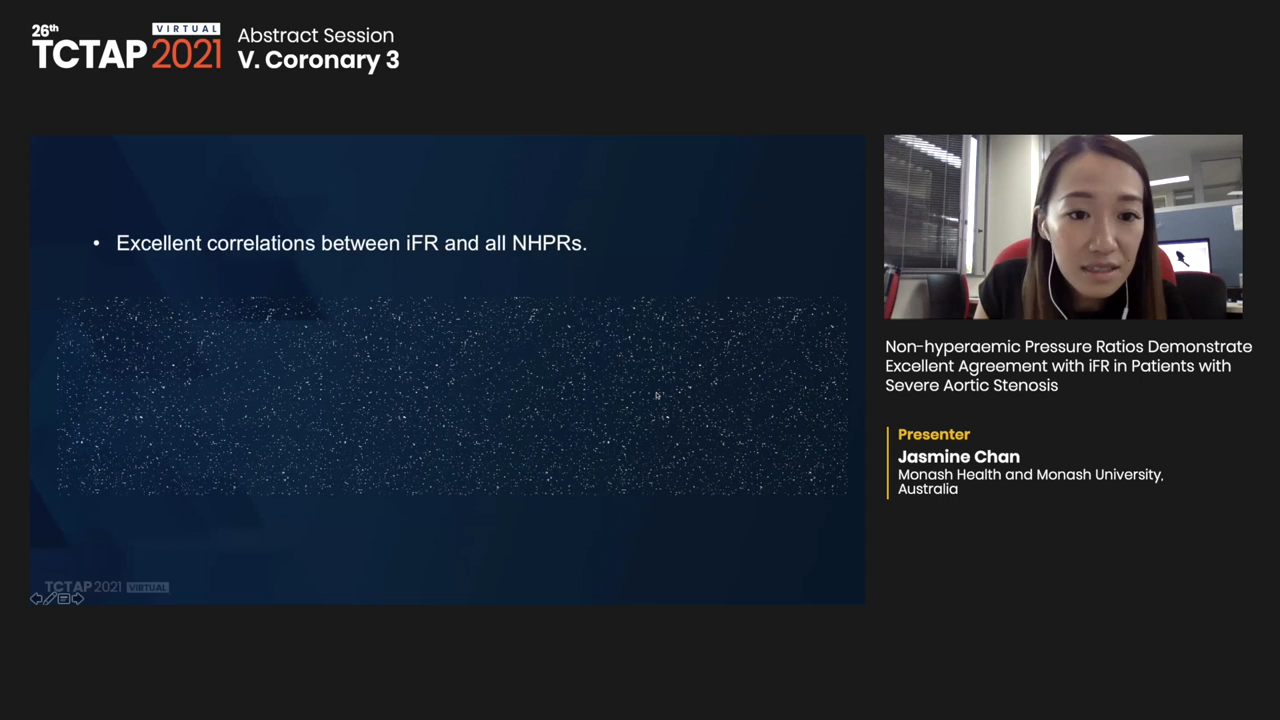 26th
VIRTUAL
TCTAP 2021
Abstract Session
V. Coronary 3
• Excellent correlations between iFR and all NHPRs.
TCTAP 2021 VIRTUAL
Non-hyperaemic Pressure Ratios Demonstrate
Excellent Agreement with iFR in Patients with
Severe Aortic Stenosis
Presenter
Jasmine Chan
Monash Health and Monash University,
Australia